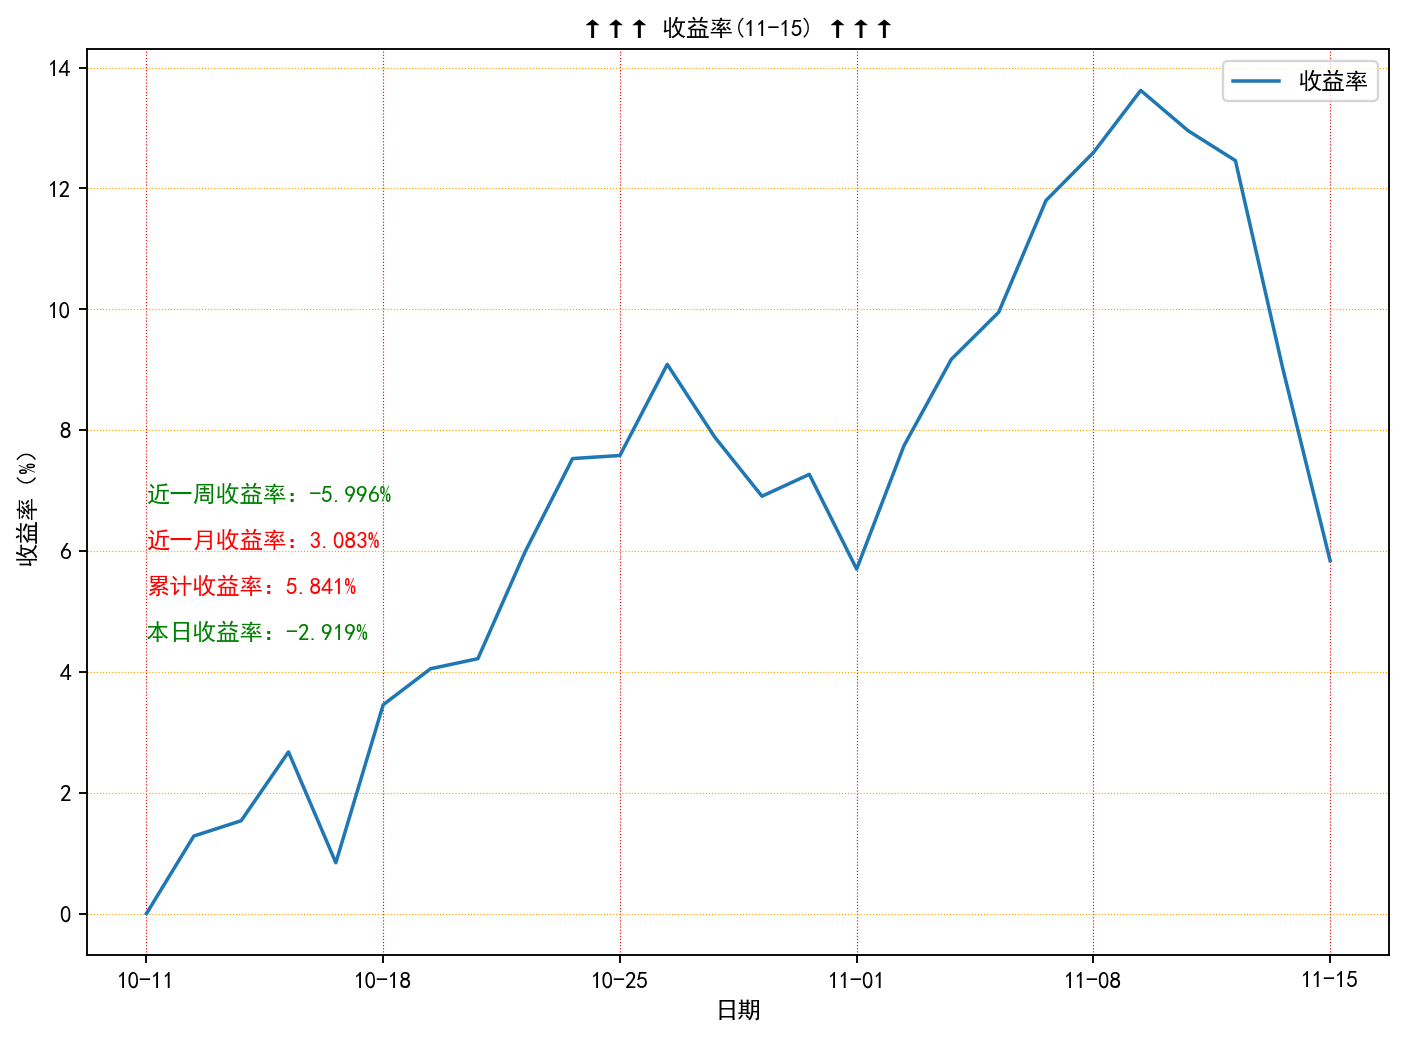 ↑↑↑ 收益率(11-15) ↑↑↑
收益率
14
12
10
8
6
4
2
0
收益率 (%)
近一周收益率：-5.996%
近一月收益率：3.083%
累计收益率：5.841%
本日收益率：-2.919%
10-11 10-18 10-25 11-01 11-08 11-15
日期